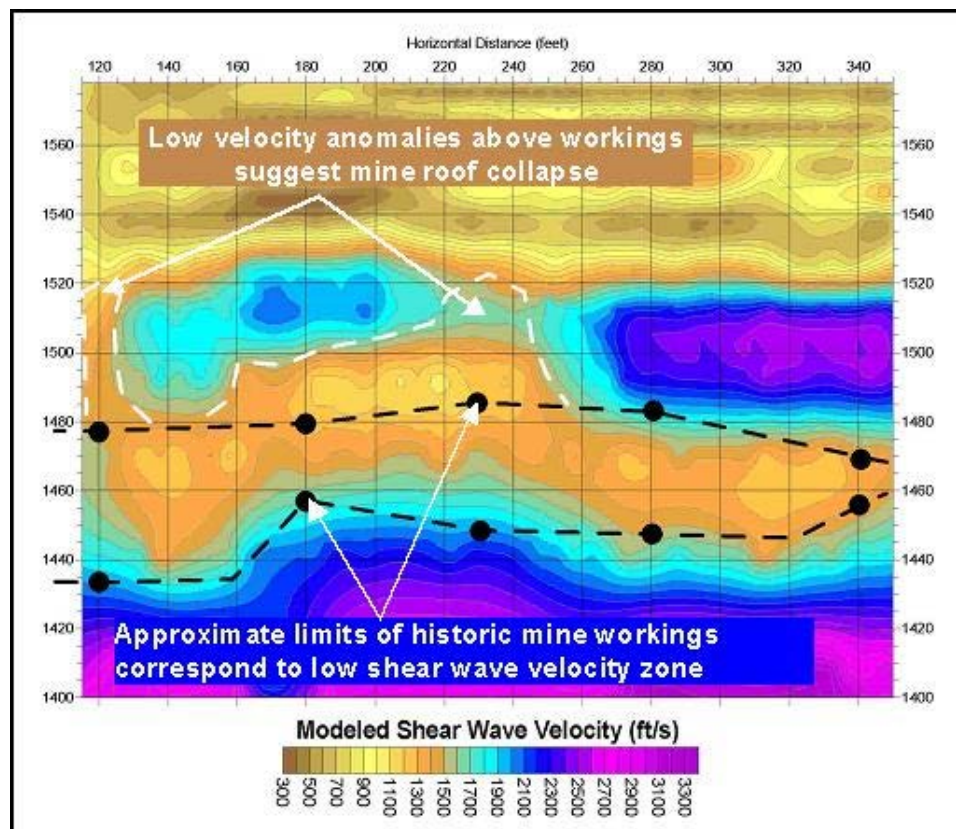 Horizontal Distance (feet)
120 140 160 180 200 220 240 260 280 300 320 340
1560 1560
1540 1540
1520 1520
1500 1500
1480 1480
1460 1460
1440 1440
1420 1420
1400 1400
Low velocity anomalies above workings
suggest mine roof collapse
Approximate limits of historic mine workings
correspond to low shear wave velocity zone
Modeled Shear Wave Velocity (ft/s)
300 500 700 900 1100 1300 1500 1700 1900 2100 2300 2500 2700 2900 3100 3300